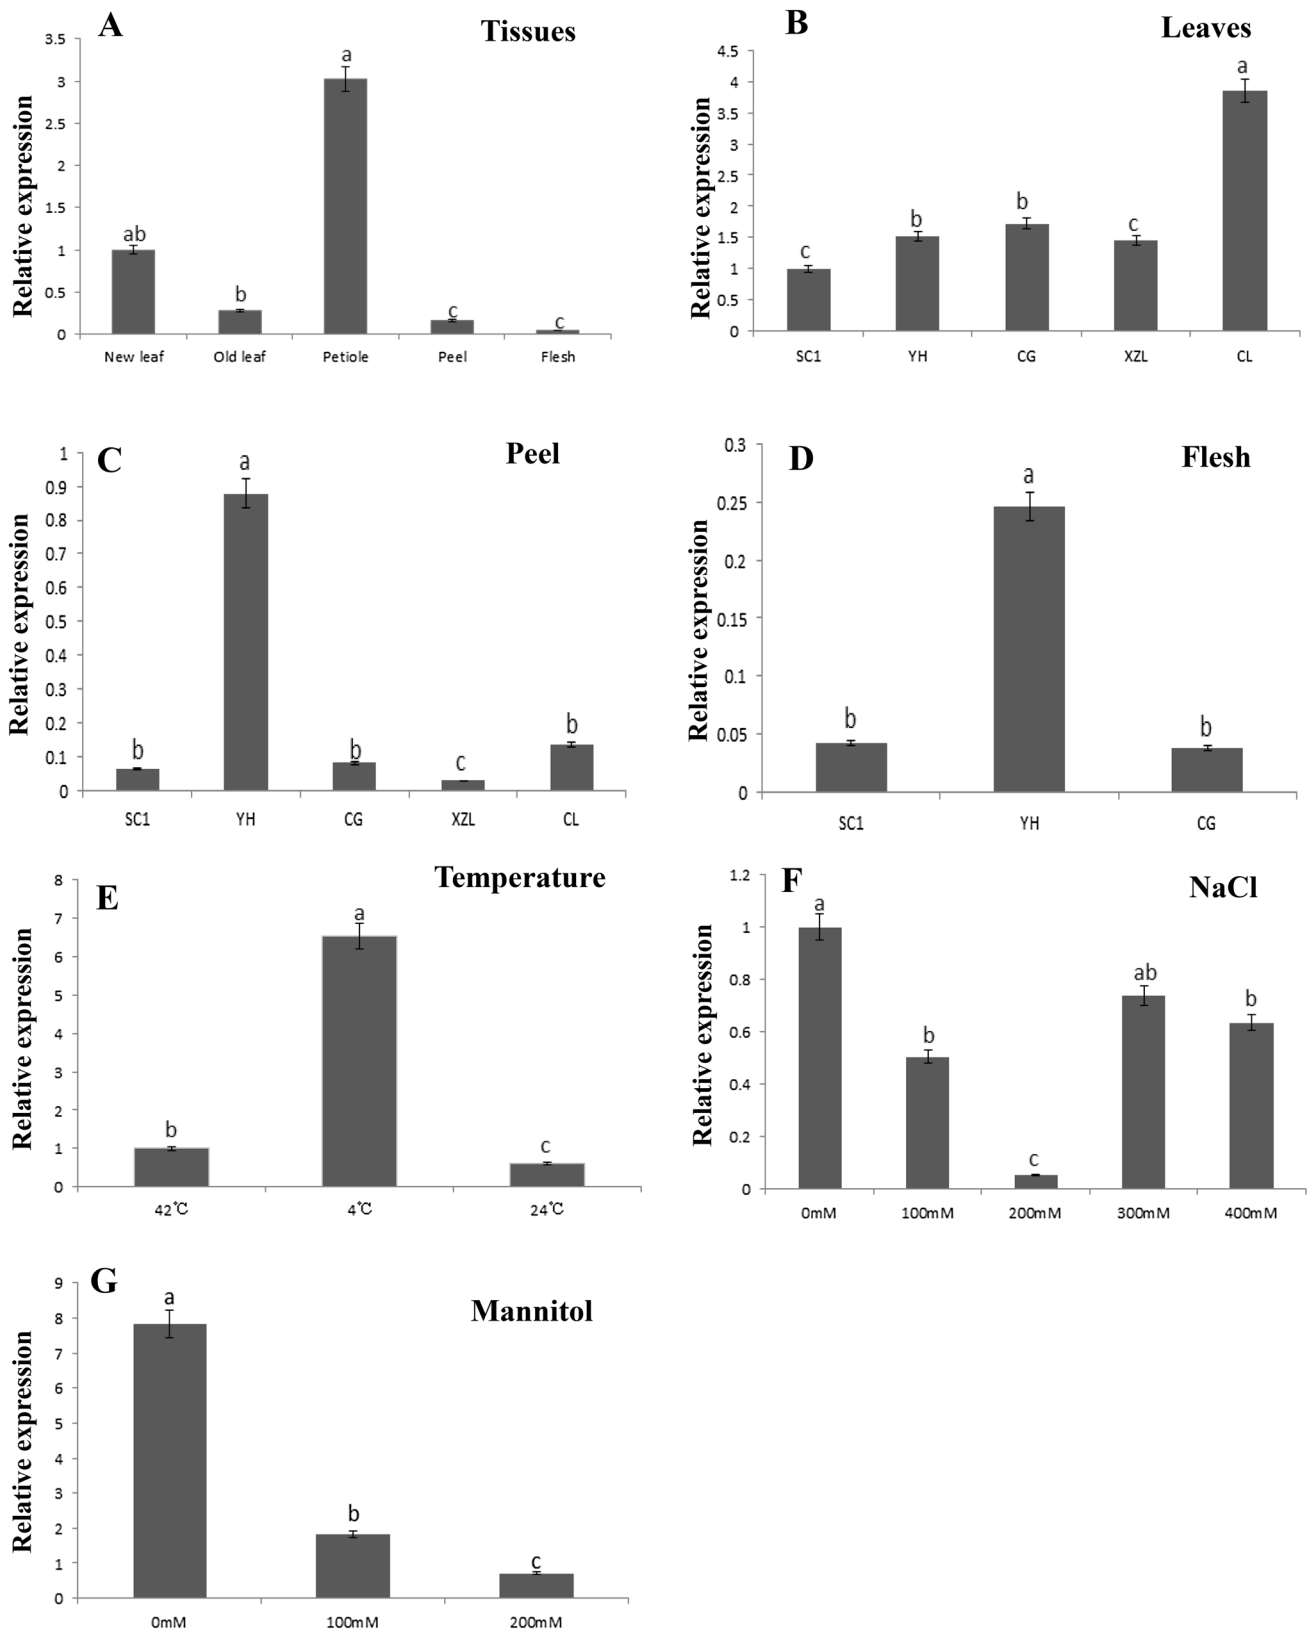 A
Tissues
Relative expression
3.5
3
2.5
2
1.5
1
0.5
0
ab
b
a
c
c
New leaf Old leaf Petiole Peel Flesh
B
Leaves
Relative expression
4.5
4
3.5
3
2.5
2
1.5
1
0.5
0
c
b
b
c
a
SC1 YH CG XZL CL
C
Peel
Relative expression
1
0.9
0.8
0.7
0.6
0.5
0.4
0.3
0.2
0.1
0
b
a
b
c
b
SC1 YH CG XZL CL
D
Flesh
Relative expression
0.3
0.25
0.2
0.15
0.1
0.05
0
b
a
b
SC1 YH CG
E
Temperature
Relative expression
8
7
6
5
4
3
2
1
0
b
a
c
42℃ 4℃ 24℃
F
NaCl
Relative expression
1.2
1
0.8
0.6
0.4
0.2
0
a
b
c
ab
b
0mM 100mM 200mM 300mM 400mM
G
Mannitol
Relative expression
9
8
7
6
5
4
3
2
1
0
a
b
c
0mM 100mM 200mM